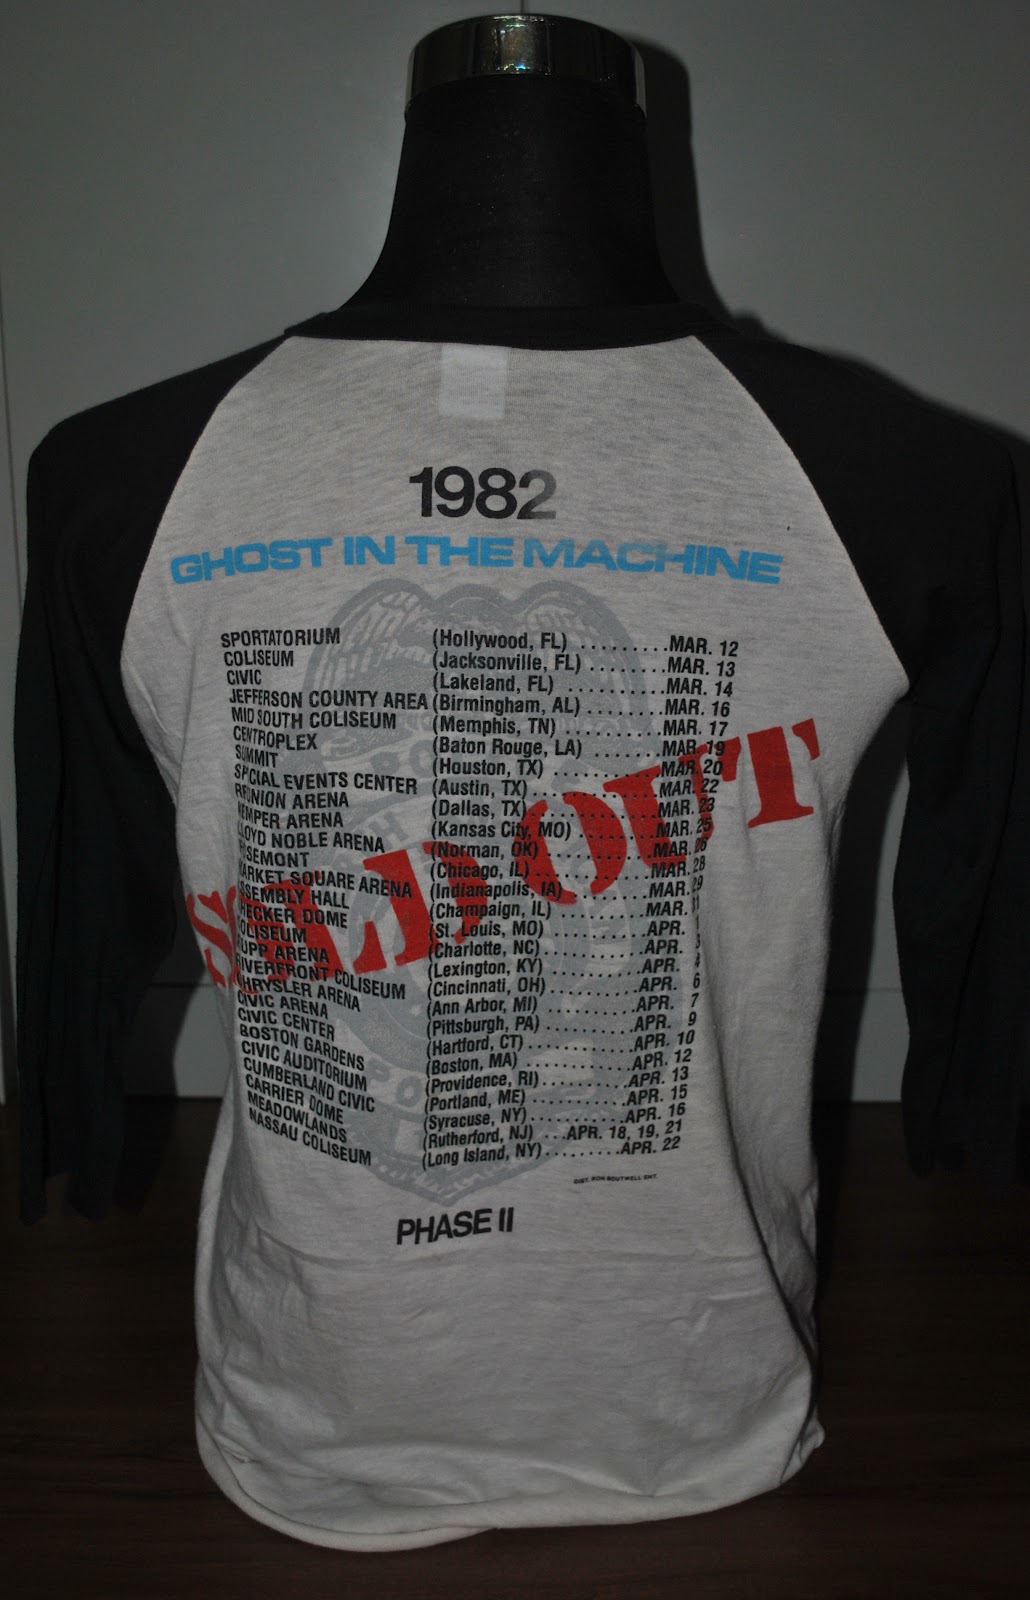 1982
GHOST IN THE MACHINE
SPORTATORIUM (Hollywood, FL) .........MAR. 12
COLISEUM (Jacksonville, FL) ........MAR. 13
CIVIC (Lakeland, FL) ..........MAR. 14
JEFFERSON COUNTY AREA (Birmingham, AL) ........MAR. 16
MID SOUTH COLISEUM (Memphis, TN) ..........MAR. 17
CENTROPLEX (Baton Rouge, LA) .......MAR. 19
SUMMIT (Houston, TX) ...........MAR. 20
SPECIAL EVENTS CENTER (Austin, TX) .............MAR. 22
REUNION ARENA (Dallas, TX) .............MAR. 23
KEMPER ARENA (Kansas City, MO) ........MAR. 25
LLOYD NOBLE ARENA (Norman, OK) ...........MAR. 26
ROSEMONT (Chicago, IL) ............MAR. 28
MARKET SQUARE ARENA (Indianapolis, IA) ........MAR. 29
ASSEMBLY HALL (Champaign, IL) .........MAR. 31
CHECKER DOME (St. Louis, MO) ..........APR. 1
COLISEUM (Charlotte, NC) ..........APR. 3
RUPP ARENA (Lexington, KY) ..........APR. 4
RIVERFRONT COLISEUM (Cincinnati, OH) .........APR. 6
CHRYSLER ARENA (Ann Arbor, MI) ..........APR. 7
CIVIC ARENA (Pittsburgh, PA) .........APR. 9
CIVIC CENTER (Hartford, CT) ...........APR. 10
BOSTON GARDENS (Boston, MA) ............APR. 12
CIVIC AUDITORIUM (Providence, RI) .........APR. 13
CUMBERLAND CIVIC (Portland, ME) ..........APR. 15
CARRIER DOME (Syracuse, NY) ..........APR. 16
MEADOWLANDS (Rutherford, NJ) ...APR. 18, 19, 21
NASSAU COLISEUM (Long Island, NY) ........APR. 22
SOLD OUT
DIST. RON BOUTWELL ENT.
PHASE II